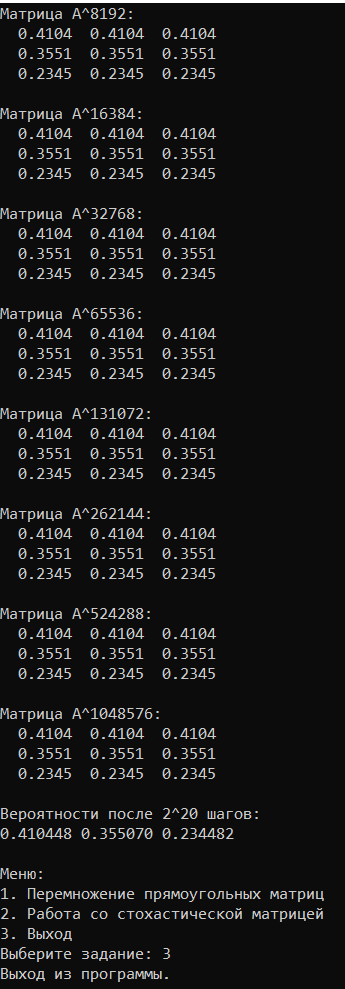 Матрица A^8192:
0.4104 0.4104 0.4104
0.3551 0.3551 0.3551
0.2345 0.2345 0.2345
Матрица A^16384:
0.4104 0.4104 0.4104
0.3551 0.3551 0.3551
0.2345 0.2345 0.2345
Матрица A^32768:
0.4104 0.4104 0.4104
0.3551 0.3551 0.3551
0.2345 0.2345 0.2345
Матрица A^65536:
0.4104 0.4104 0.4104
0.3551 0.3551 0.3551
0.2345 0.2345 0.2345
Матрица A^131072:
0.4104 0.4104 0.4104
0.3551 0.3551 0.3551
0.2345 0.2345 0.2345
Матрица A^262144:
0.4104 0.4104 0.4104
0.3551 0.3551 0.3551
0.2345 0.2345 0.2345
Матрица A^524288:
0.4104 0.4104 0.4104
0.3551 0.3551 0.3551
0.2345 0.2345 0.2345
Матрица A^1048576:
0.4104 0.4104 0.4104
0.3551 0.3551 0.3551
0.2345 0.2345 0.2345
Вероятности после 2^20 шагов:
0.410448 0.355070 0.234482
Меню:
1. Перемножение прямоугольных матриц
2. Работа со стохастической матрицей
3. Выход
Выберите задание: 3
Выход из программы.